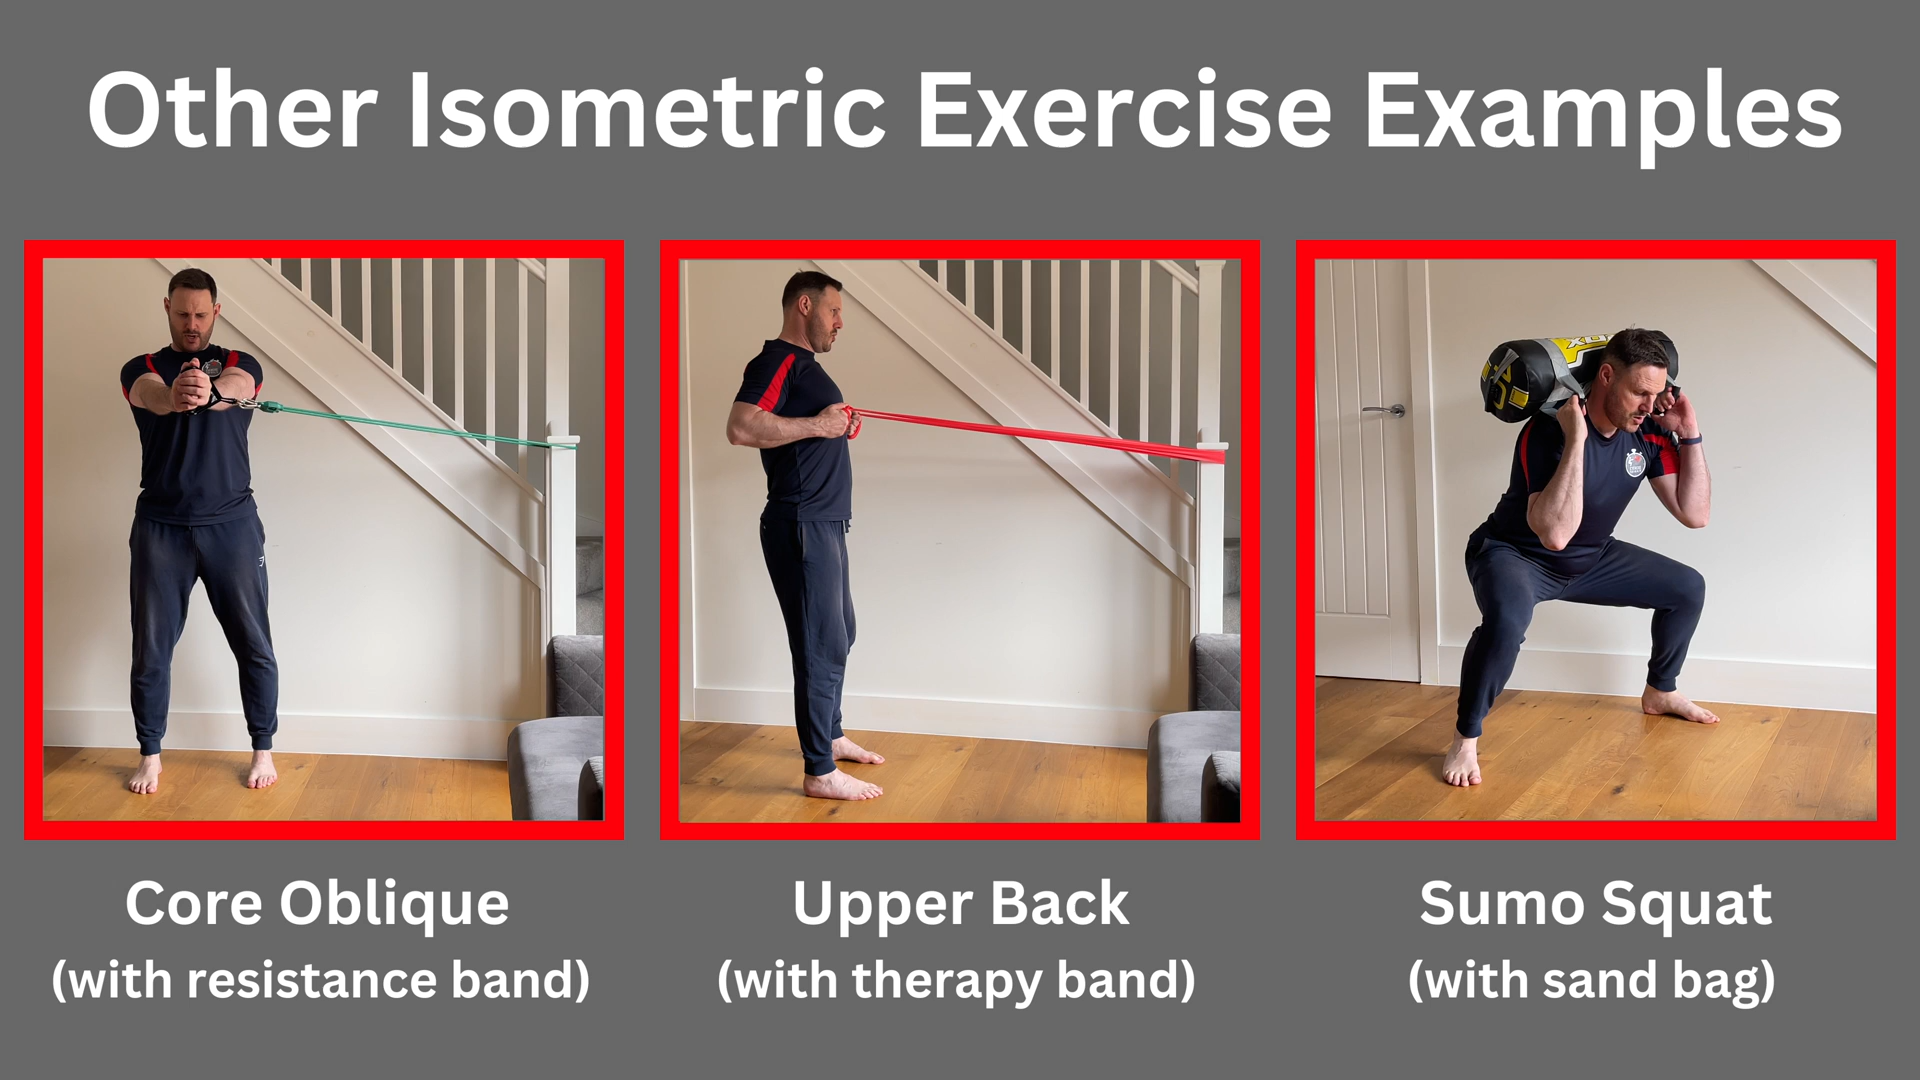 Other Isometric Exercise Examples
Core Oblique
(with resistance band)
Upper Back
(with therapy band)
Sumo Squat
(with sand bag)